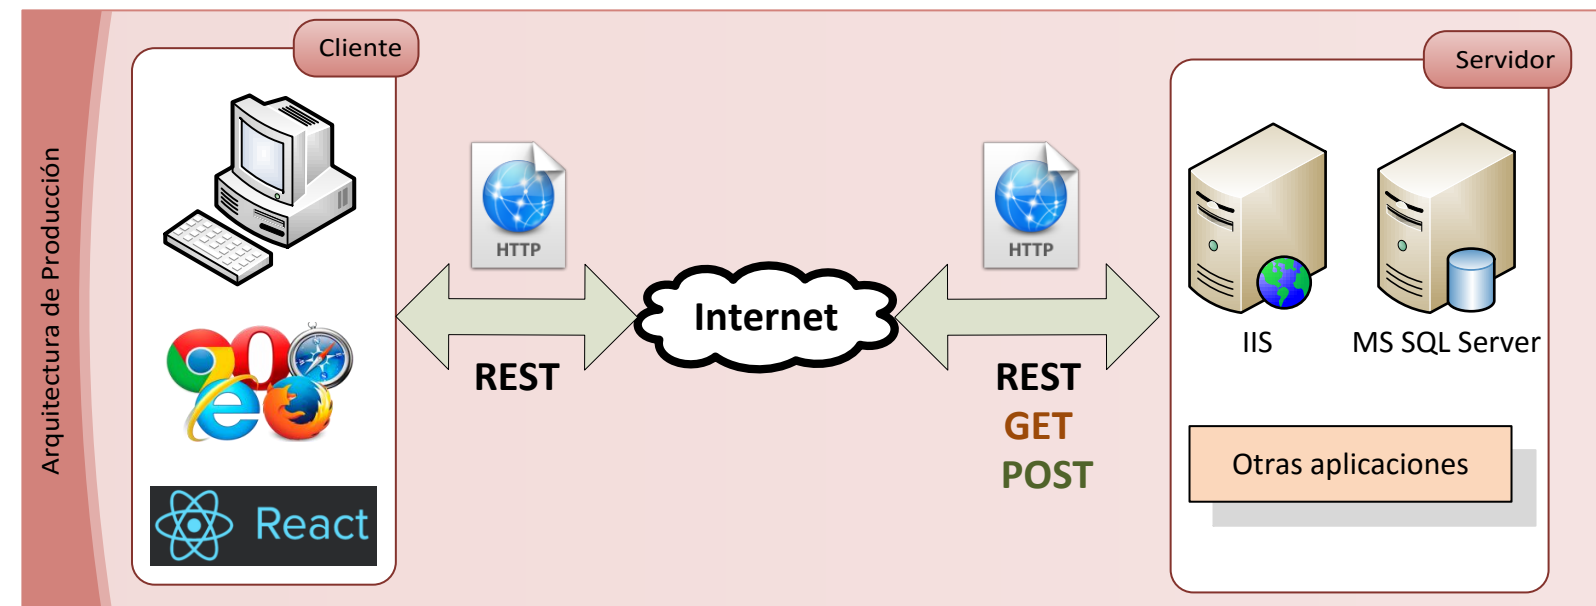 Arquitectura de Producción
Cliente
React
HTTP
REST
Internet
HTTP
REST
GET
POST
Servidor
IIS
MS SQL Server
Otras aplicaciones